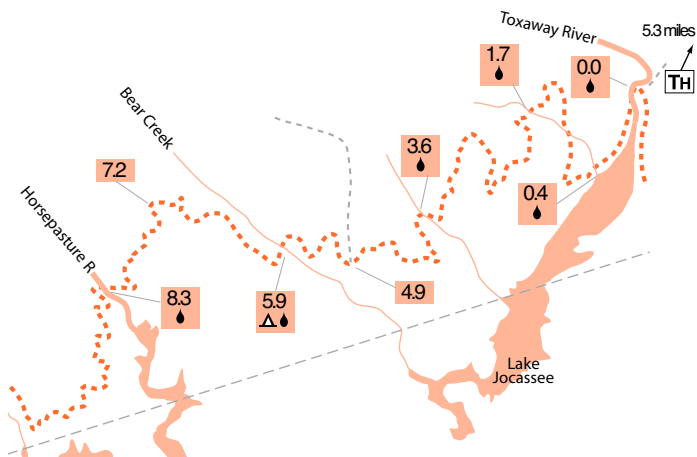 Toxaway River
5.3 miles
TH
1.7
0.0
Bear Creek
3.6
7.2
0.4
Horsepasture R
8.3
5.9
4.9
Lake
Jocassee